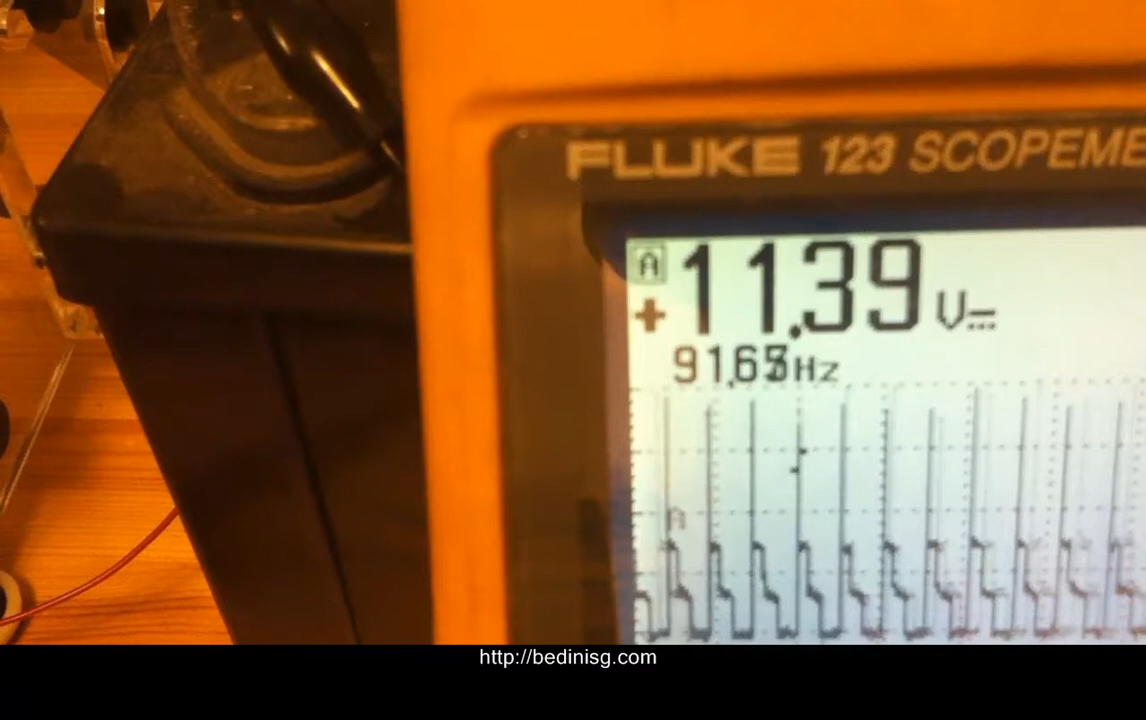 FLUKE 123 SCOPEME
A 11.39 V
+
Hz
A
http://bedinisg.com